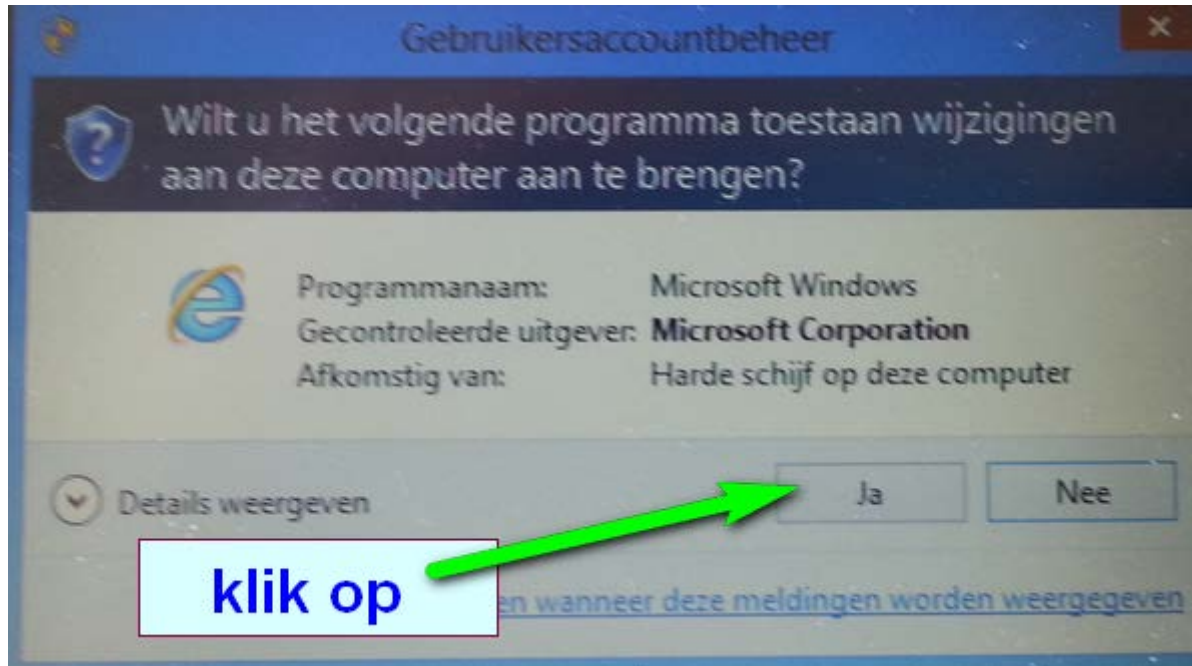 Gebruikersaccountbeheer
Wilt u het volgende programma toestaan wijzigingen
aan deze computer aan te brengen?
Programmanaam: Microsoft Windows
Gecontroleerde uitgever: Microsoft Corporation
Afkomstig van: Harde schijf op deze computer
Details weergeven
Ja Nee
klik op
en wanneer deze meldingen worden weergegeven